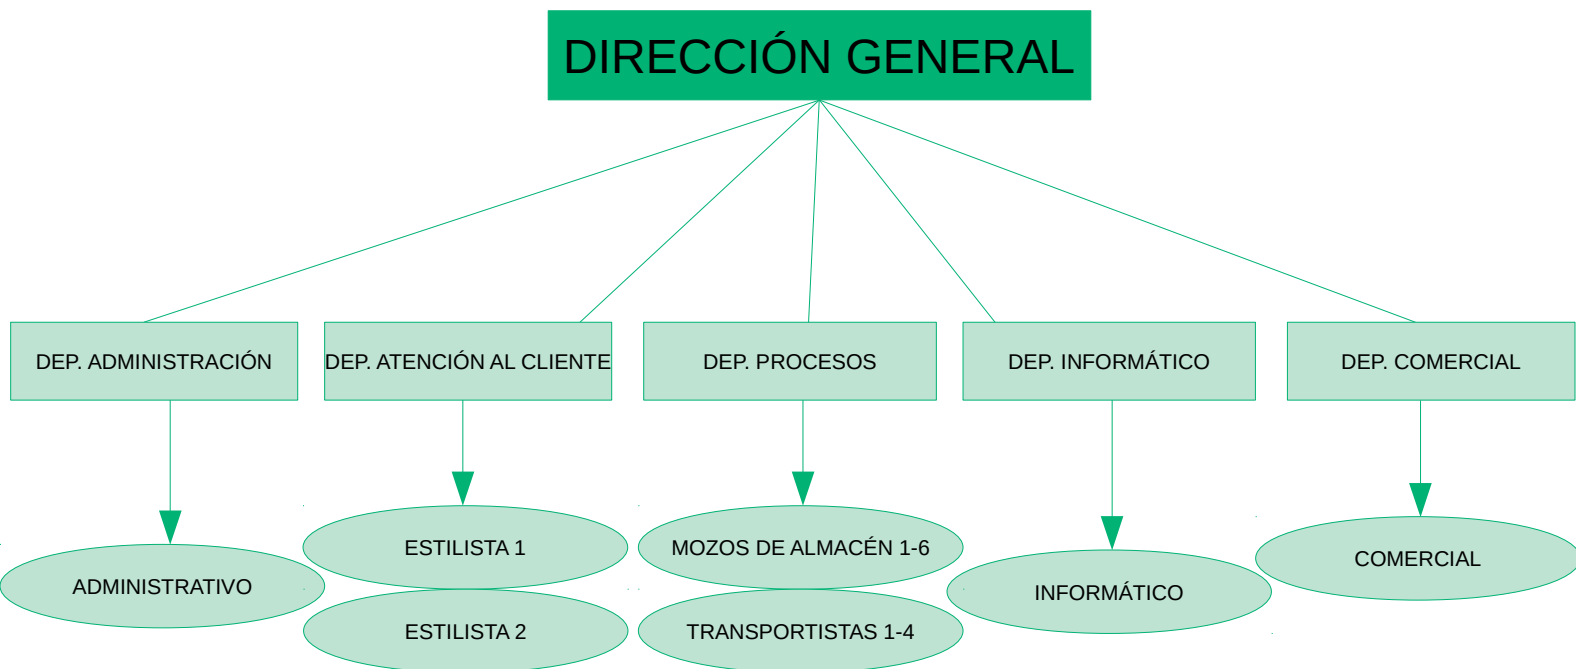 DIRECCIÓN GENERAL
DEP. ADMINISTRACIÓN
DEP. ATENCIÓN AL CLIENTE
DEP. PROCESOS
DEP. INFORMÁTICO
DEP. COMERCIAL
ADMINISTRATIVO
ESTILISTA 1
ESTILISTA 2
MOZOS DE ALMACÉN 1-6
TRANSPORTISTAS 1-4
INFORMÁTICO
COMERCIAL